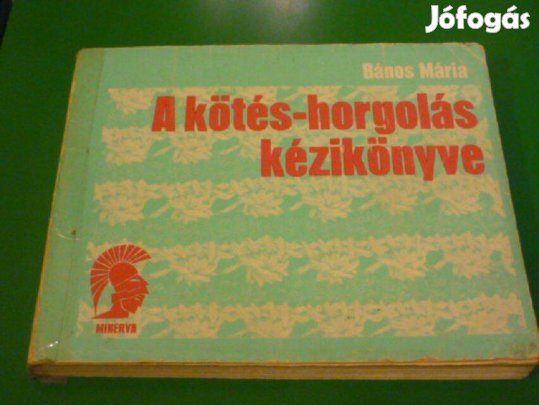 Jófogás
Bános Mária
A kötés-horgolás
kézikönyve
MINERVA